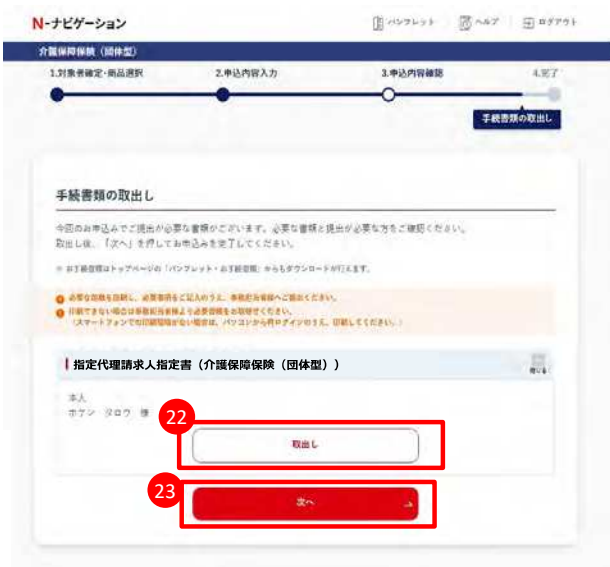 N-ナビゲーション
パンフレット ヘルプ ログアウト
介護保障保険（団体型）
1.対象者確定・商品選択 2.申込内容入力 3.申込内容確認 4.完了
手続書類の取出し
手続書類の取出し
今回のお申込みでご提出が必要な書類がございます。必要な書類と提出が必要な方をご確認ください。
取出し後、「次へ」を押してお申込みを完了してください。
※ お手続書類はトップページの「パンフレット・お手続書類」からもダウンロードが行えます。
必要な書類を印刷し、必要事項をご記入のうえ、事務担当者様へご提出ください。
印刷できない場合は事務担当者様より必要書類をお取寄せください。
（スマートフォンでの印刷環境がない場合は、パソコンから再ログインのうえ、印刷してください。）
指定代理請求人指定書（介護保障保険（団体型））
閉じる
本人
ホケン タロウ 様
22
取出し
23
次へ